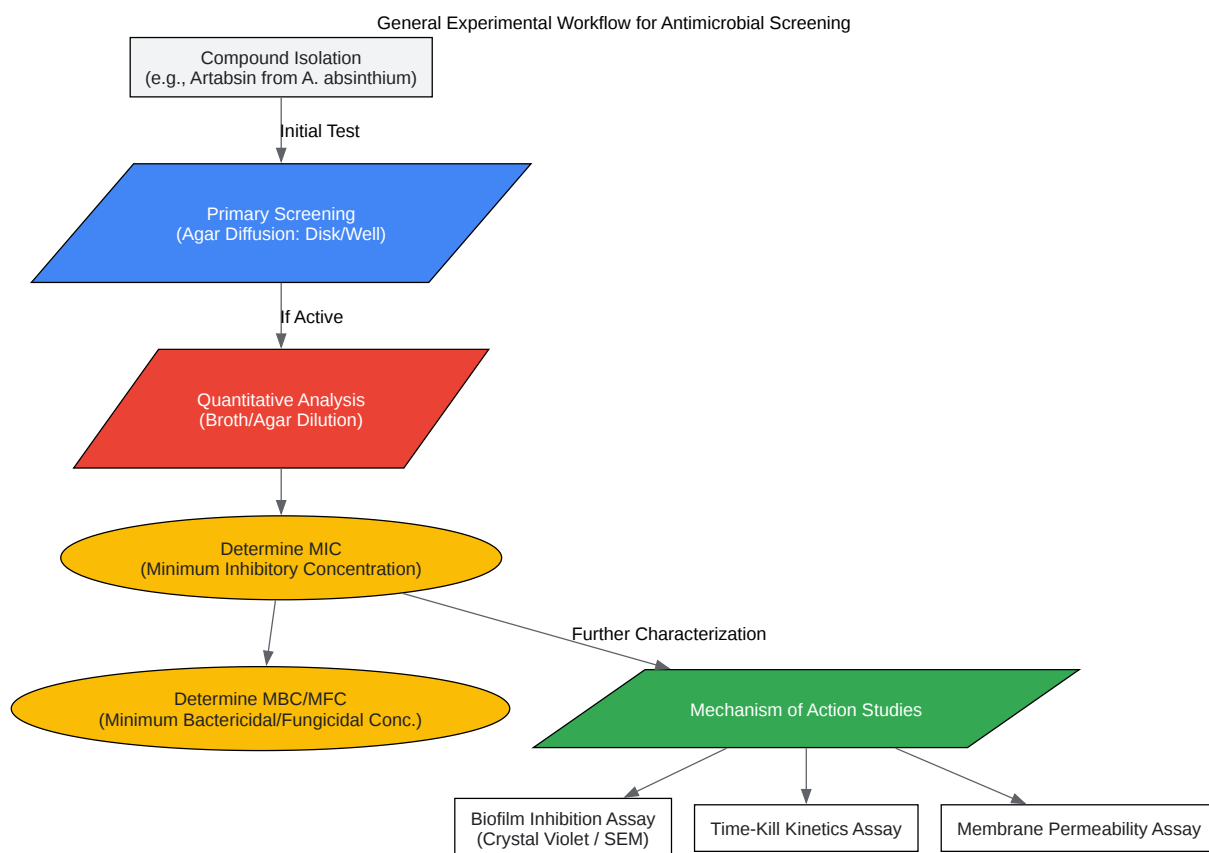 General Experimental Workflow for Antimicrobial Screening
Compound Isolation
(e.g., Artabsin from A. absinthium)
Initial Test
Primary Screening
(Agar Diffusion: Disk/Well)
If Active
Quantitative Analysis
(Broth/Agar Dilution)
Determine MIC
(Minimum Inhibitory Concentration)
Further Characterization
Determine MBC/MFC
(Minimum Bactericidal/Fungicidal Conc.)
Mechanism of Action Studies
Biofilm Inhibition Assay
(Crystal Violet / SEM)
Time-Kill Kinetics Assay
Membrane Permeability Assay